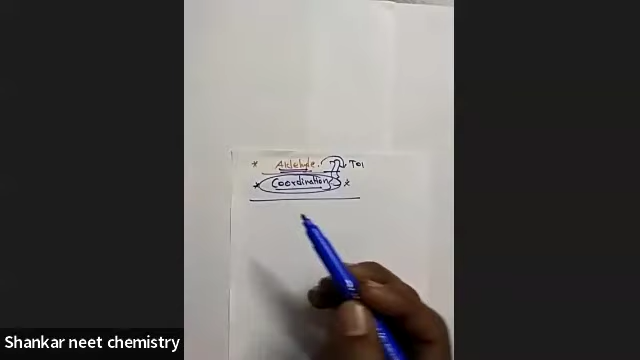 * Aldehyde.
* Coordination *
Shankar neet chemistry